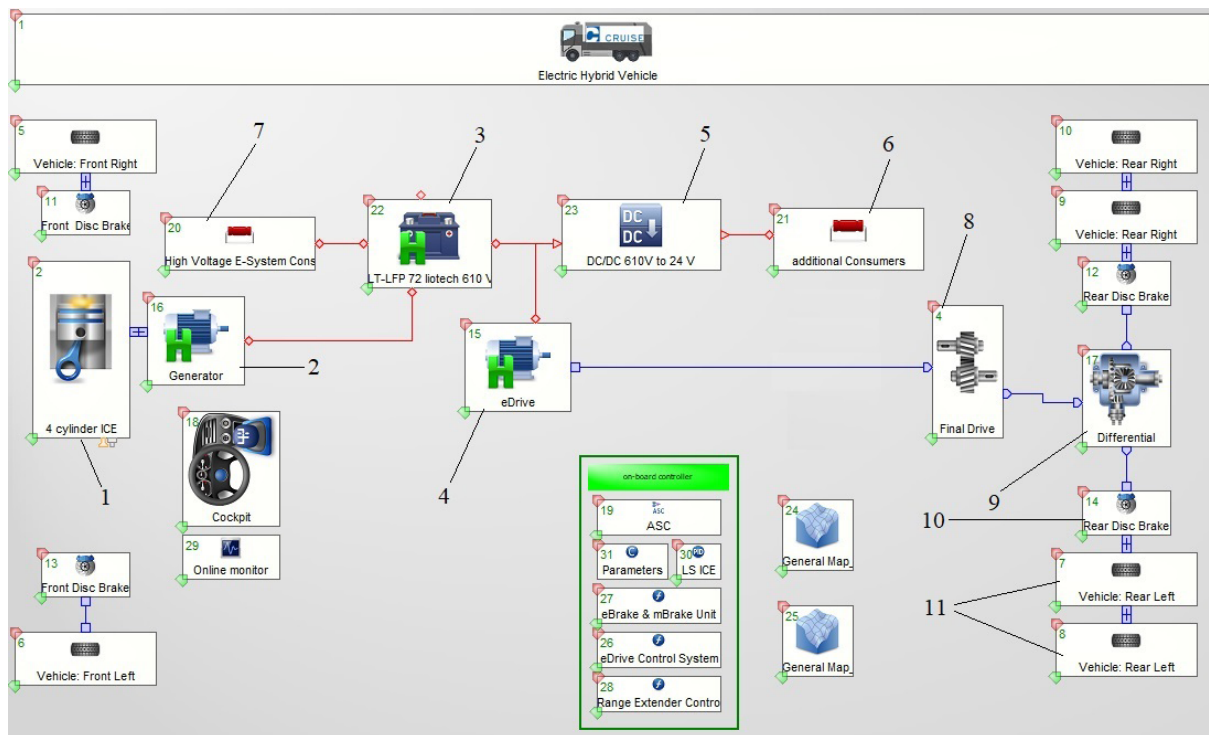 1
C CRUISE
Electric Hybrid Vehicle
5
Vehicle: Front Right
11
Front Disc Brake
7
20
High Voltage E-System Cons
3
22
LT-LFP 72 liotech 610 V
5
23
DC
DC
DC/DC 610V to 24 V
6
21
additional Consumers
10
Vehicle: Rear Right
9
Vehicle: Rear Right
12
Rear Disc Brake
2
4 cylinder ICE
1
16
H
Generator
2
15
H
eDrive
4
8
4
Final Drive
17
Differential
9
18
Cockpit
29
Online monitor
on-board controller
19
ASC
ASC
31
C
Parameters
30
PID
LS ICE
27
eBrake & mBrake Unit
26
eDrive Control System
28
Range Extender Contro
24
General Map_
25
General Map_
10
14
Rear Disc Brake
7
Vehicle: Rear Left
11
8
Vehicle: Rear Left
13
Front Disc Brake
6
Vehicle: Front Left